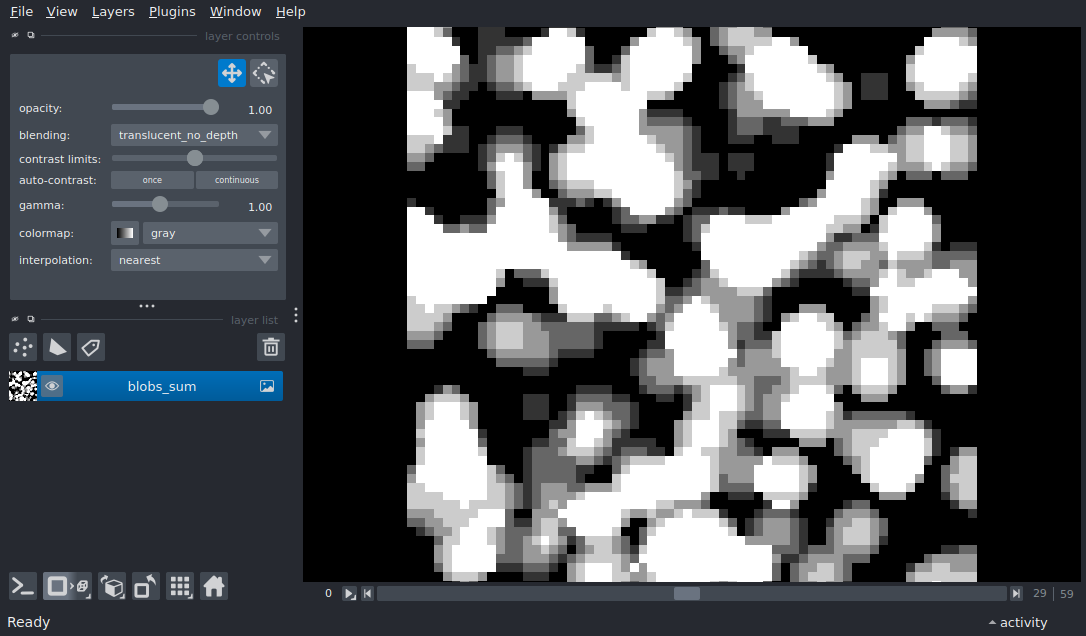 File View Layers Plugins Window Help
layer controls
opacity: 1.00
blending: translucent_no_depth
contrast limits:
auto-contrast: once continuous
gamma: 1.00
colormap: gray
interpolation: nearest
layer list
blobs_sum
0 29 59
Ready activity